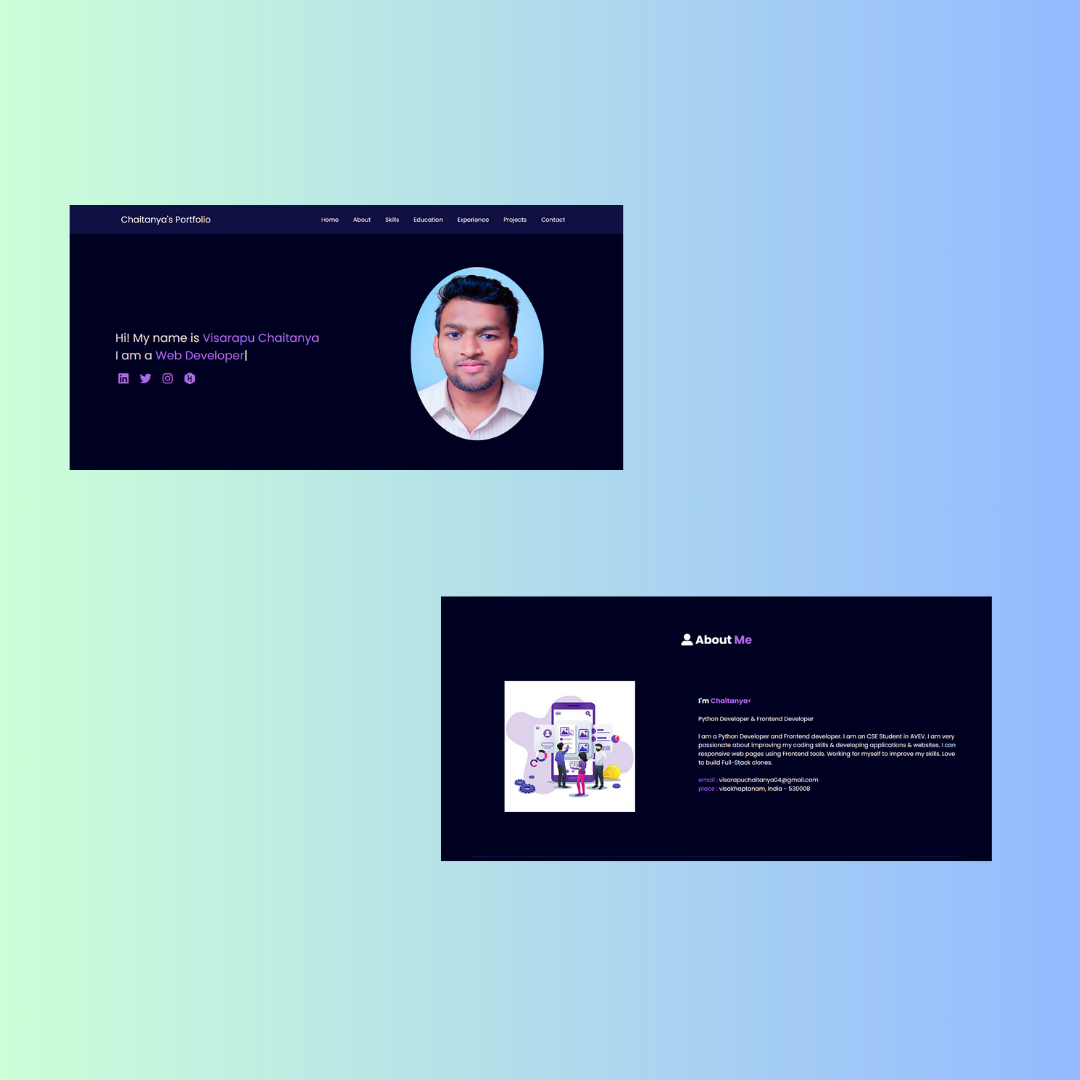 Chaitanya's Portfolio
Home About Skills Education Experience Projects Contact
Hi! My name is Visarapu Chaitanya
I am a Web Developer|
About Me
I'm Chaitanya<
Python Developer & Frontend Developer
I am a Python Developer and Frontend developer. I am an CSE Student in AVEV. I am very
passionate about improving my coding skills & developing applications & websites. I can
responsive web pages using Frontend tools. Working for myself to improve my skills. Love
to build Full-Stack clones.
email : visarapuchaitanya04@gmail.com
place : visakhaptanam, India - 530008